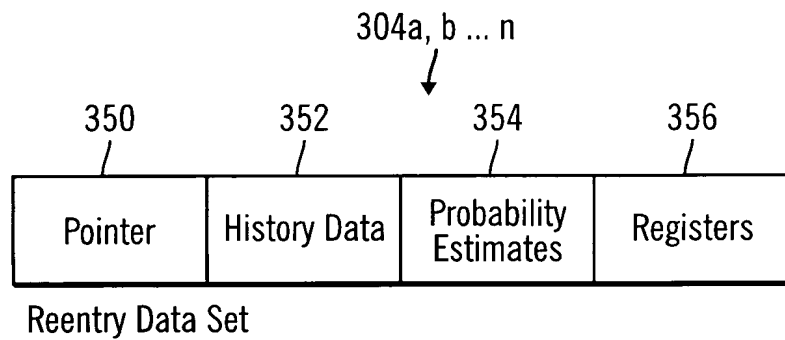 304a, b ... n
350 352 354 356
Pointer History Data Probability Estimates Registers
Reentry Data Set